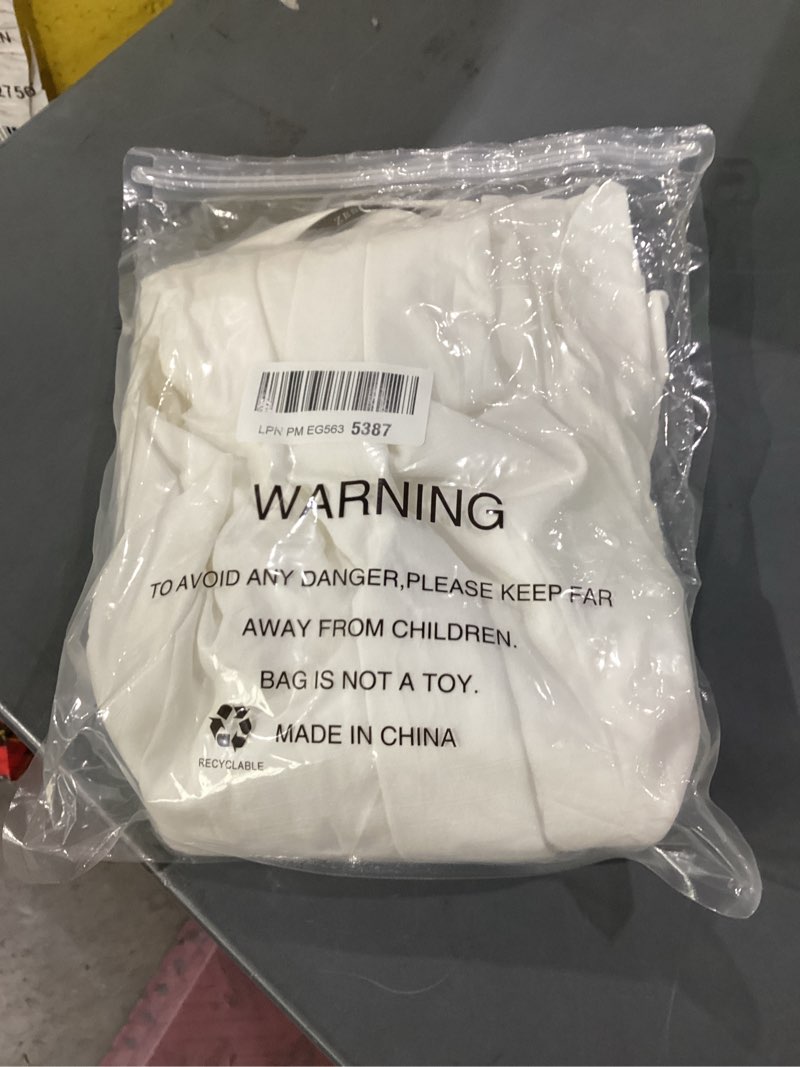 N
2750
LPN PM EG563 5387
WARNING
TO AVOID ANY DANGER,PLEASE KEEP FAR
AWAY FROM CHILDREN.
BAG IS NOT A TOY.
MADE IN CHINA
RECYCLABLE